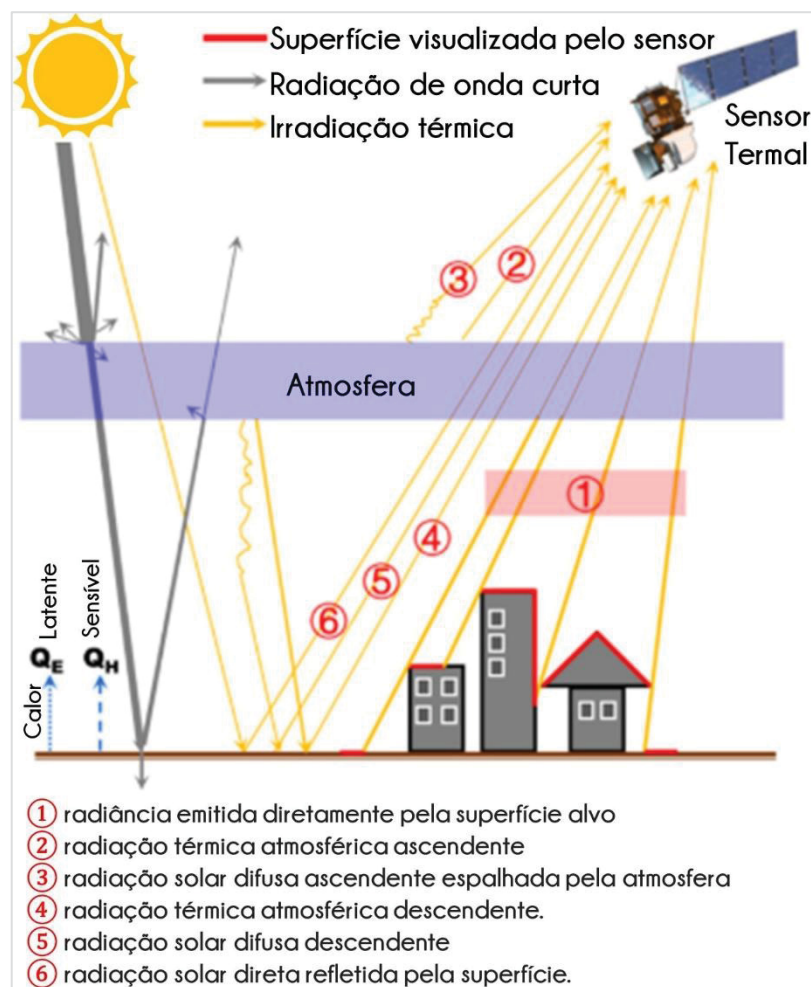 Superfície visualizada pelo sensor
Radiação de onda curta
Irradiação térmica
Sensor
Termal
③
②
Atmosfera
①
④
⑤
⑥
Latente
Sensível
Q_E
Q_H
Calor
① radiância emitida diretamente pela superfície alvo
② radiação térmica atmosférica ascendente
③ radiação solar difusa ascendente espalhada pela atmosfera
④ radiação térmica atmosférica descendente.
⑤ radiação solar difusa descendente
⑥ radiação solar direta refletida pela superfície.